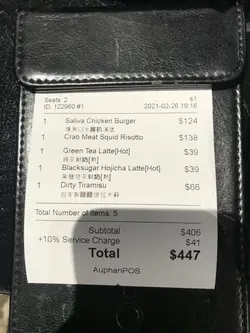 Seats: 2 $1
ID: 122960 #1 2021-02-26 19:16
1 Saliva Chicken Burger $124
1 Crab Meat Squid Risotto $138
1 Green Tea Latte[Hot] $39
1 Blacksugar Hojicha Latte[Hot] $39
1 Dirty Tiramisu $66
Total Number of Items: 5
Subtotal $406
+10% Service Charge $41
Total $447
AuphanPOS